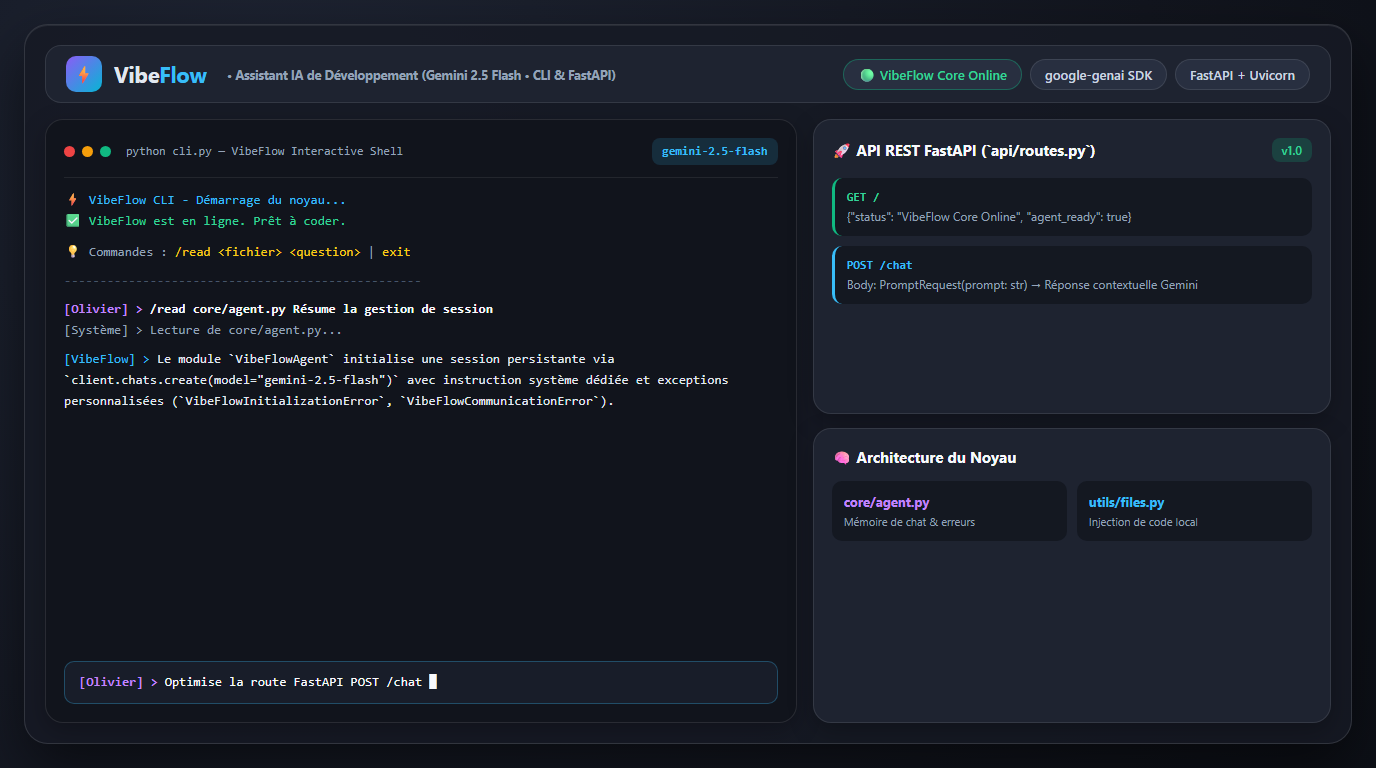 VibeFlow
• Assistant IA de Développement (Gemini 2.5 Flash • CLI & FastAPI)
VibeFlow Core Online
google-genai SDK
FastAPI + Uvicorn
python cli.py — VibeFlow Interactive Shell
gemini-2.5-flash
VibeFlow CLI - Démarrage du noyau...
VibeFlow est en ligne. Prêt à coder.
Commandes : /read <fichier> <question> | exit
--------------------------------------------------
[Olivier] > /read core/agent.py Résume la gestion de session
[Système] > Lecture de core/agent.py...
[VibeFlow] > Le module `VibeFlowAgent` initialise une session persistante via
`client.chats.create(model="gemini-2.5-flash")` avec instruction système dédiée et exceptions
personnalisées (`VibeFlowInitializationError`, `VibeFlowCommunicationError`).
[Olivier] > Optimise la route FastAPI POST /chat
API REST FastAPI (`api/routes.py`)
v1.0
GET /
{"status": "VibeFlow Core Online", "agent_ready": true}
POST /chat
Body: PromptRequest(prompt: str) → Réponse contextuelle Gemini
Architecture du Noyau
core/agent.py
Mémoire de chat & erreurs
utils/files.py
Injection de code local